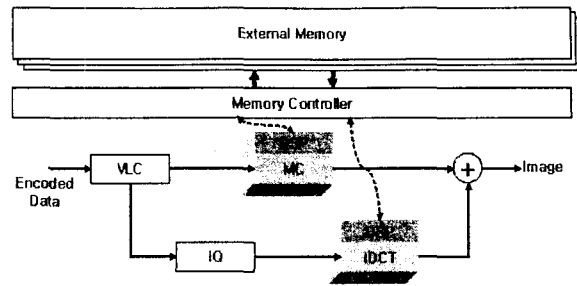 External Memory
Memory Controller
VLC
MC
Image
Encoded
Data
IQ
IDCT